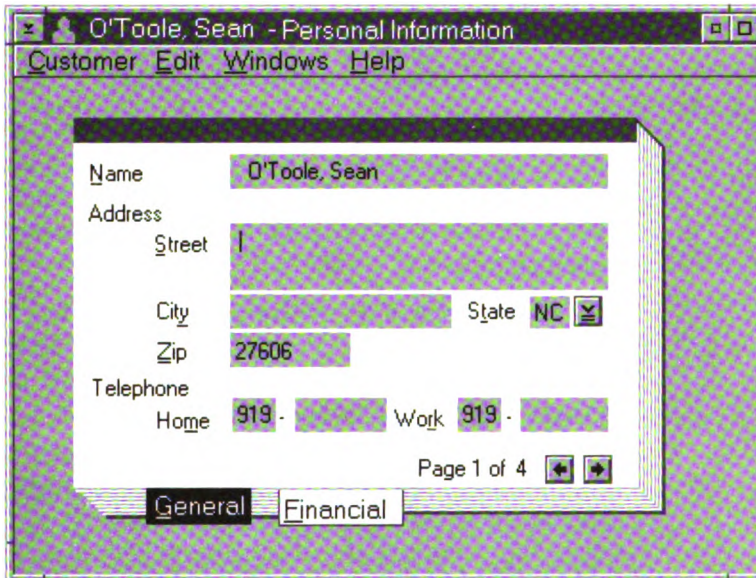 O'Toole, Sean - Personal Information
Customer Edit Windows Help
Name O'Toole, Sean
Address
Street
City State NC
Zip 27606
Telephone
Home 919 - Work 919 -
Page 1 of 4
General Financial